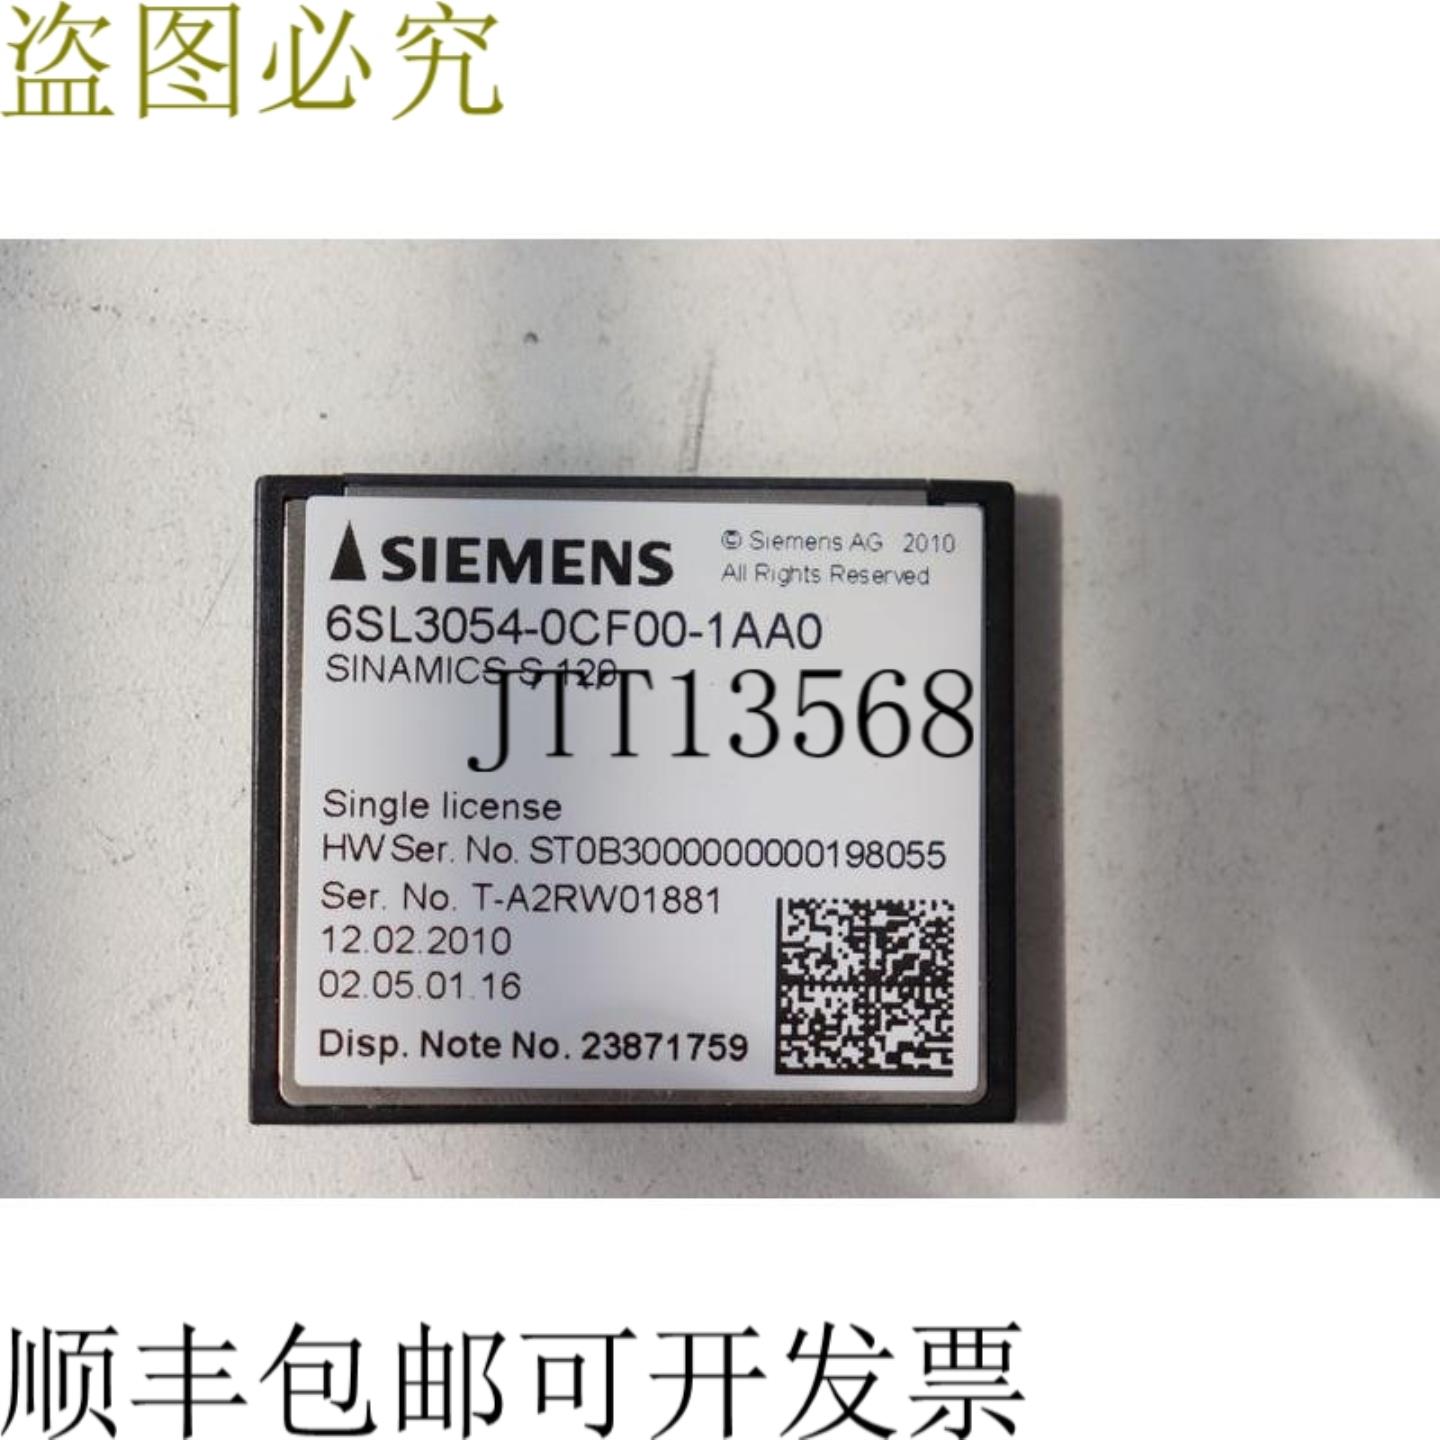 盗图必究
SIEMENS
© Siemens AG 2010
All Rights Reserved
6SL3054-0CF00-1AA0
SINAMICS S 120
JTT13568
Single license
HW Ser. No. ST0B3000000000198055
Ser. No. T-A2RW01881
12.02.2010
02.05.01.16
Disp. Note No. 23871759
顺丰包邮可开发票